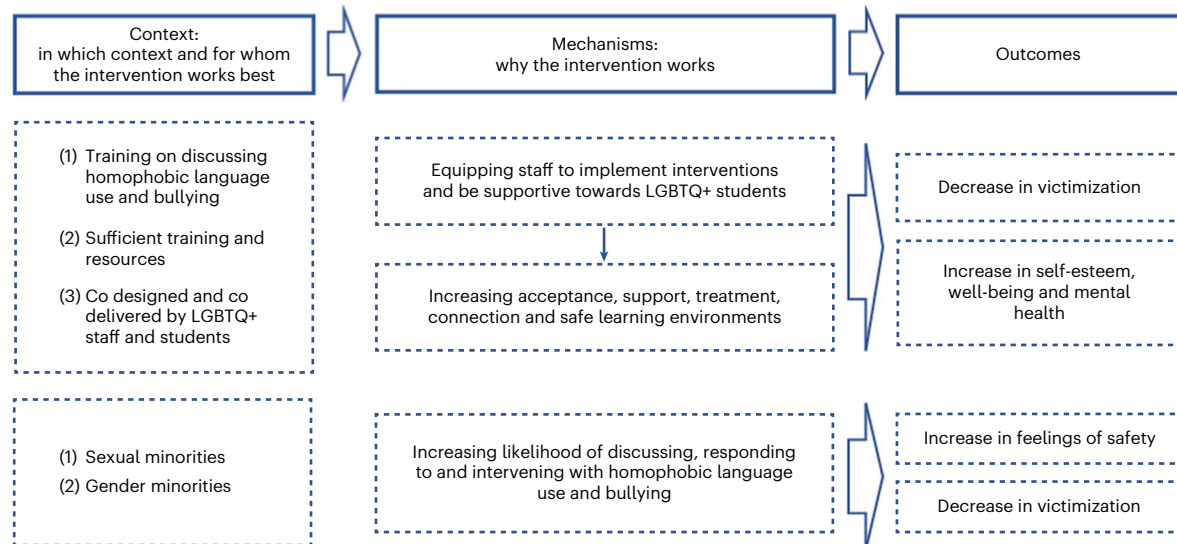 Context:
in which context and for whom
the intervention works best
Mechanisms:
why the intervention works
Outcomes
(1) Training on discussing
homophobic language
use and bullying
(2) Sufficient training and
resources
(3) Co designed and co
delivered by LGBTQ+
staff and students
Equipping staff to implement interventions
and be supportive towards LGBTQ+ students
Increasing acceptance, support, treatment,
connection and safe learning environments
Decrease in victimization
Increase in self-esteem,
well-being and mental
health
(1) Sexual minorities
(2) Gender minorities
Increasing likelihood of discussing, responding
to and intervening with homophobic language
use and bullying
Increase in feelings of safety
Decrease in victimization